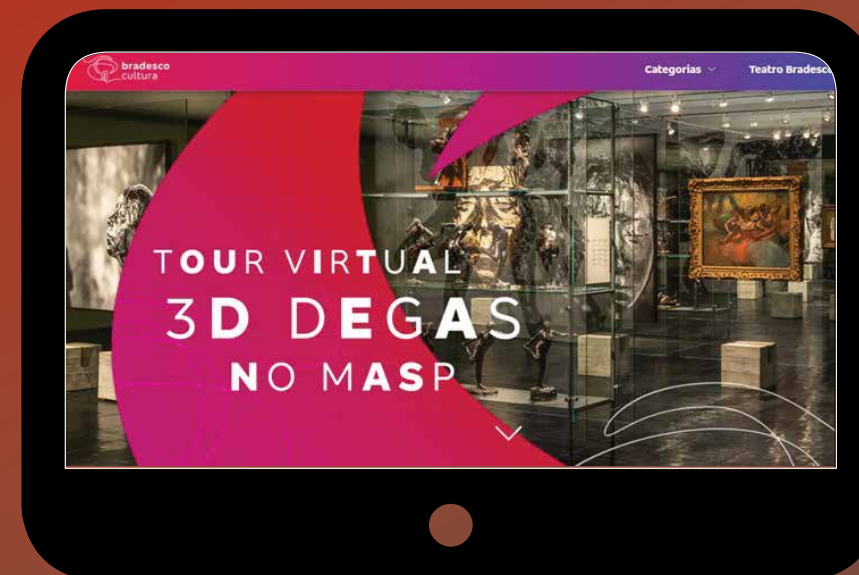 bradesco
cultura
Categorias
Teatro Bradesco
TOUR VIRTUAL
3D DEGAS
NO MASP